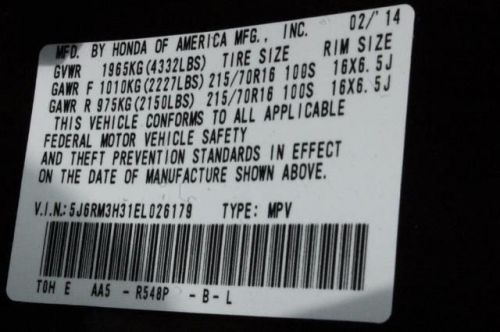 MFD. BY HONDA OF AMERICA MFG., INC. 02/'14
GVWR 1965KG(4332LBS) TIRE SIZE RIM SIZE
GAWR F 1010KG(2227LBS) 215/70R16 100S 16X6.5J
GAWR R 975KG(2150LBS) 215/70R16 100S 16X6.5J
THIS VEHICLE CONFORMS TO ALL APPLICABLE
FEDERAL MOTOR VEHICLE SAFETY
AND THEFT PREVENTION STANDARDS IN EFFECT
ON THE DATE OF MANUFACTURE SHOWN ABOVE.
V.I.N.:5J6RM3H31EL026179 TYPE: MPV
TOH E AA5 - R548P -B-L